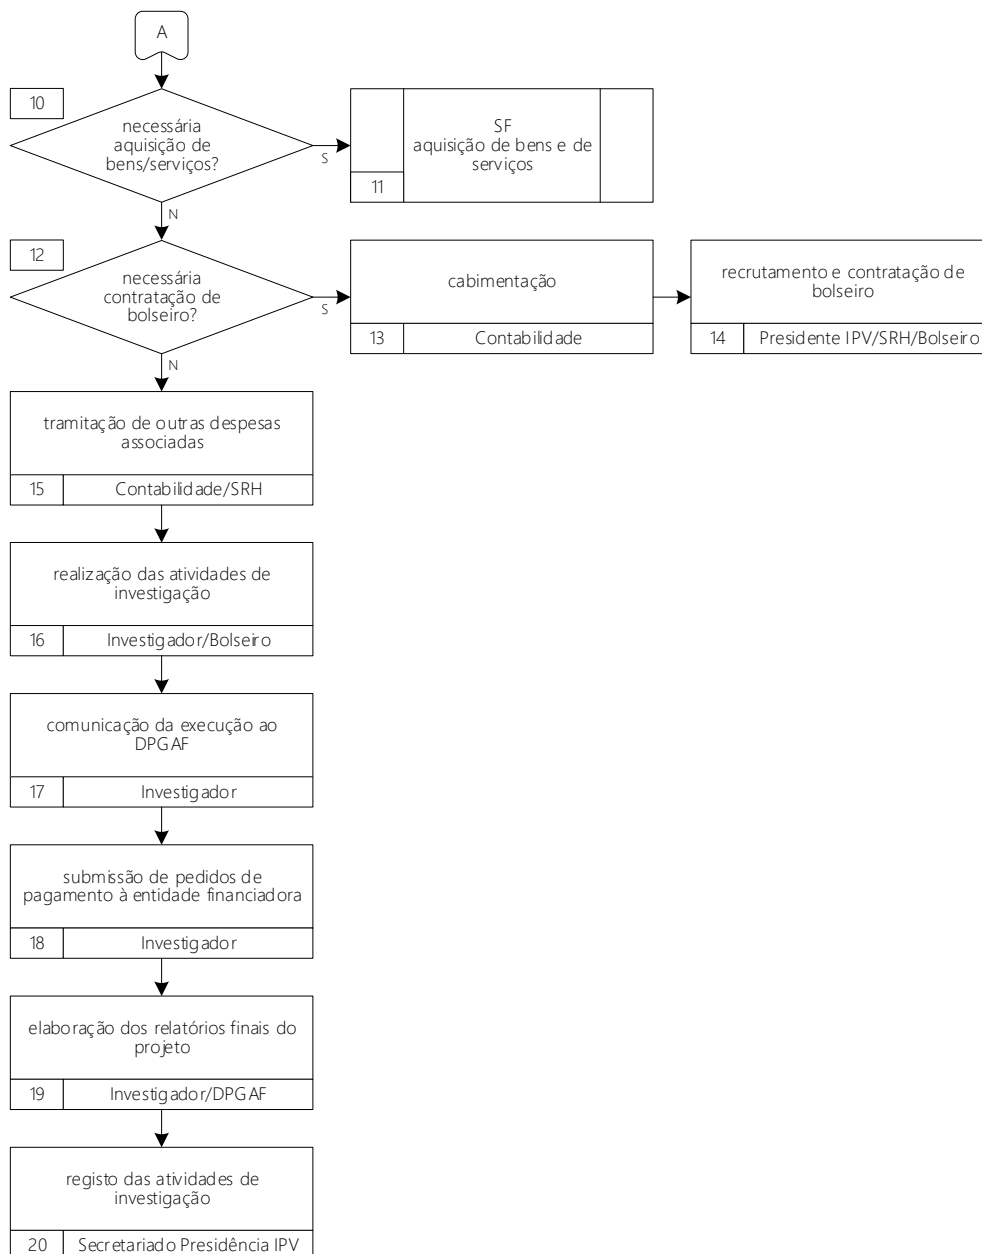 A
10
necessária
aquisição de
bens/serviços?
S
SF
aquisição de bens e de
serviços
11
N
12
necessária
contratação de
bolseiro?
S
cabimentação
13 Contabilidade
recrutamento e contratação de
bolseiro
14 Presidente IPV/SRH/Bolseiro
N
tramitação de outras despesas
associadas
15 Contabilidade/SRH
realização das atividades de
investigação
16 Investigador/Bolseiro
comunicação da execução ao
DPGAF
17 Investigador
submissão de pedidos de
pagamento à entidade financiadora
18 Investigador
elaboração dos relatórios finais do
projeto
19 Investigador/DPGAF
registo das atividades de
investigação
20 Secretariado Presidência IPV